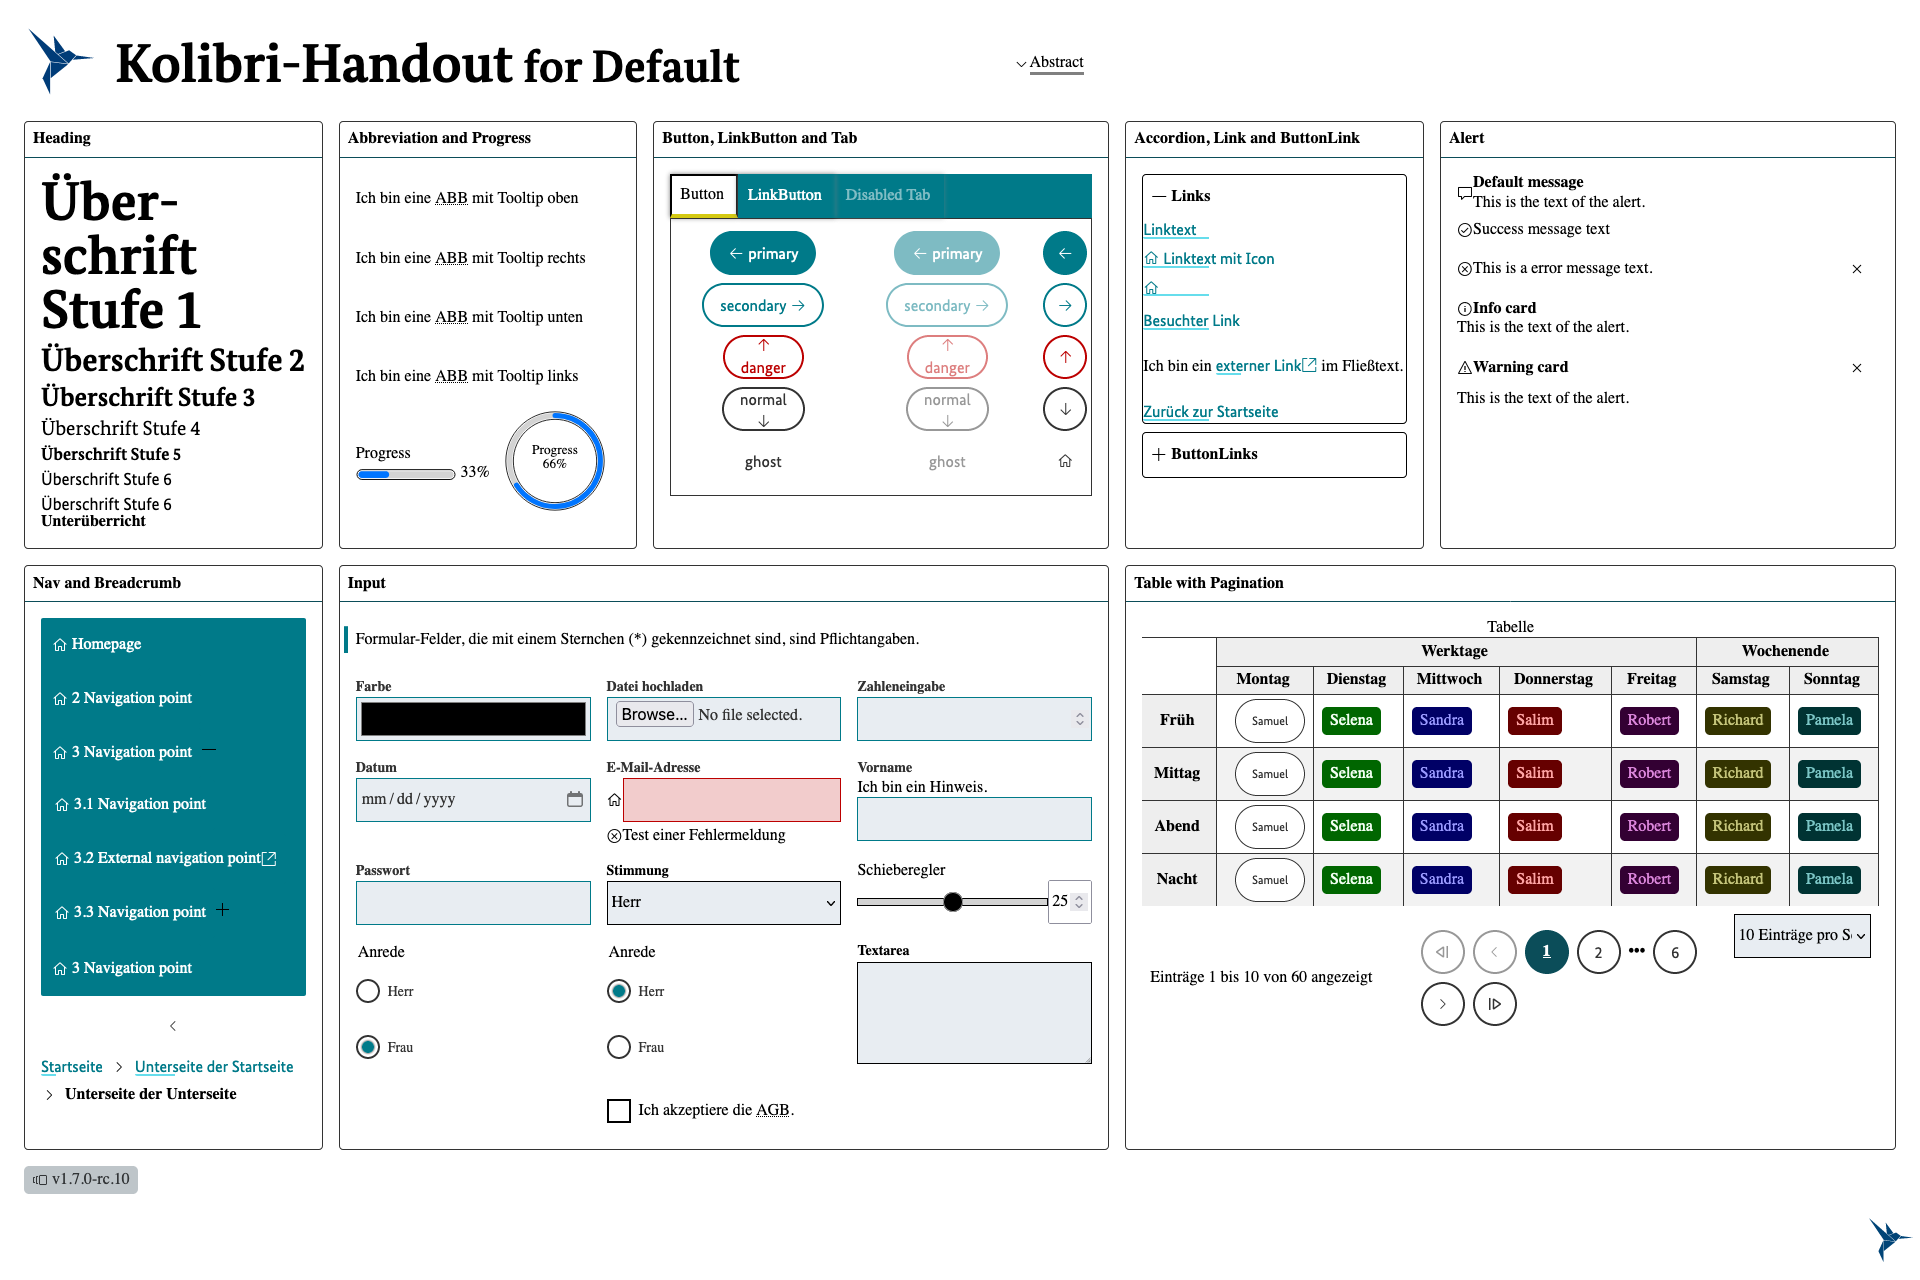 Kolibri-Handout for Default
Abstract
Heading
Über-
schrift
Stufe 1
Überschrift Stufe 2
Überschrift Stufe 3
Überschrift Stufe 4
Überschrift Stufe 5
Überschrift Stufe 6
Überschrift Stufe 6
Unterüberricht
Abbreviation and Progress
Ich bin eine ABB mit Tooltip oben
Ich bin eine ABB mit Tooltip rechts
Ich bin eine ABB mit Tooltip unten
Ich bin eine ABB mit Tooltip links
Progress
33%
Progress
66%
Button, LinkButton and Tab
Button LinkButton Disabled Tab
primary primary
secondary secondary
danger danger
normal normal
ghost ghost
Accordion, Link and ButtonLink
Links
Linktext
Linktext mit Icon
Besuchter Link
Ich bin ein externer Link im Fließtext.
Zurück zur Startseite
ButtonLinks
Alert
Default message
This is the text of the alert.
Success message text
This is a error message text.
Info card
This is the text of the alert.
Warning card
This is the text of the alert.
Nav and Breadcrumb
Homepage
2 Navigation point
3 Navigation point
3.1 Navigation point
3.2 External navigation point
3.3 Navigation point
3 Navigation point
Startseite Unterseite der Startseite
Unterseite der Unterseite
Input
Formular-Felder, die mit einem Sternchen (*) gekennzeichnet sind, sind Pflichtangaben.
Farbe Datei hochladen Zahleneingabe
Browse... No file selected.
Datum E-Mail-Adresse Vorname
Ich bin ein Hinweis.
mm / dd / yyyy
Test einer Fehlermeldung
Passwort Stimmung Schieberegler
Herr
25
Anrede Anrede Textarea
Herr Herr
Frau Frau
Ich akzeptiere die AGB.
Table with Pagination
Tabelle
Werktage Wochenende
Montag Dienstag Mittwoch Donnerstag Freitag Samstag Sonntag
Früh Samuel Selena Sandra Salim Robert Richard Pamela
Mittag Samuel Selena Sandra Salim Robert Richard Pamela
Abend Samuel Selena Sandra Salim Robert Richard Pamela
Nacht Samuel Selena Sandra Salim Robert Richard Pamela
Einträge 1 bis 10 von 60 angezeigt
1 2 ••• 6
10 Einträge pro S
v1.7.0-rc.10